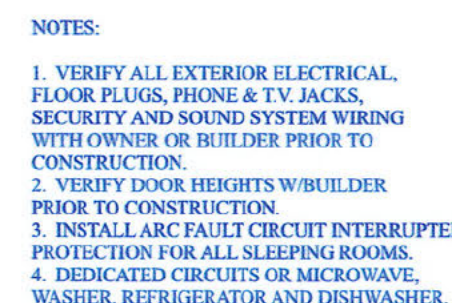 NOTES:
1. VERIFY ALL EXTERIOR ELECTRICAL,
FLOOR PLUGS, PHONE & T.V. JACKS,
SECURITY AND SOUND SYSTEM WIRING
WITH OWNER OR BUILDER PRIOR TO
CONSTRUCTION.
2. VERIFY DOOR HEIGHTS W/BUILDER
PRIOR TO CONSTRUCTION.
3. INSTALL ARC FAULT CIRCUIT INTERRUPTE
PROTECTION FOR ALL SLEEPING ROOMS.
4. DEDICATED CIRCUITS OR MICROWAVE,
WASHER, REFRIGERATOR AND DISHWASHER.